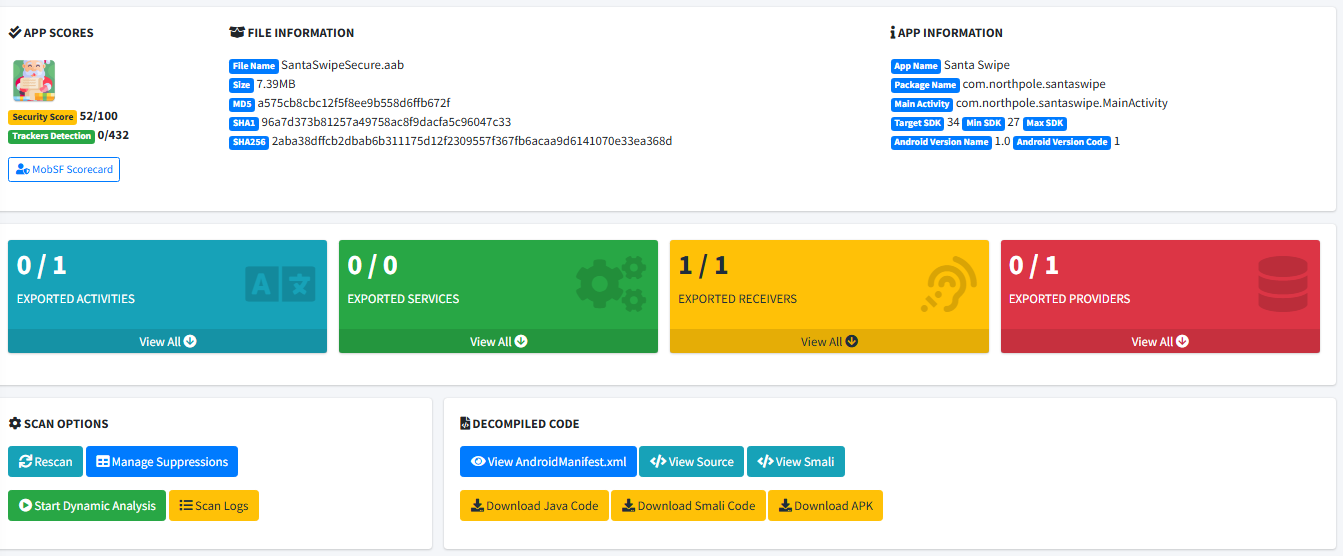 APP SCORES
Security Score 52/100
Trackers Detection 0/432
MobSF Scorecard
FILE INFORMATION
File Name SantaSwipeSecure.aab
Size 7.39MB
MD5 a575cb8cbc12f5f8ee9b558d6ffb672f
SHA1 96a7d373b81257a49758ac8f9dacfa5c96047c33
SHA256 2aba38dffcb2dbab6b311175d12f2309557f367fb6acaa9d6141070e33ea368d
APP INFORMATION
App Name Santa Swipe
Package Name com.northpole.santaswipe
Main Activity com.northpole.santaswipe.MainActivity
Target SDK 34 Min SDK 27 Max SDK
Android Version Name 1.0 Android Version Code 1
0 / 1
EXPORTED ACTIVITIES
View All
0 / 0
EXPORTED SERVICES
View All
1 / 1
EXPORTED RECEIVERS
View All
0 / 1
EXPORTED PROVIDERS
View All
SCAN OPTIONS
Rescan Manage Suppressions
Start Dynamic Analysis Scan Logs
DECOMPILED CODE
View AndroidManifest.xml View Source View Smali
Download Java Code Download Smali Code Download APK